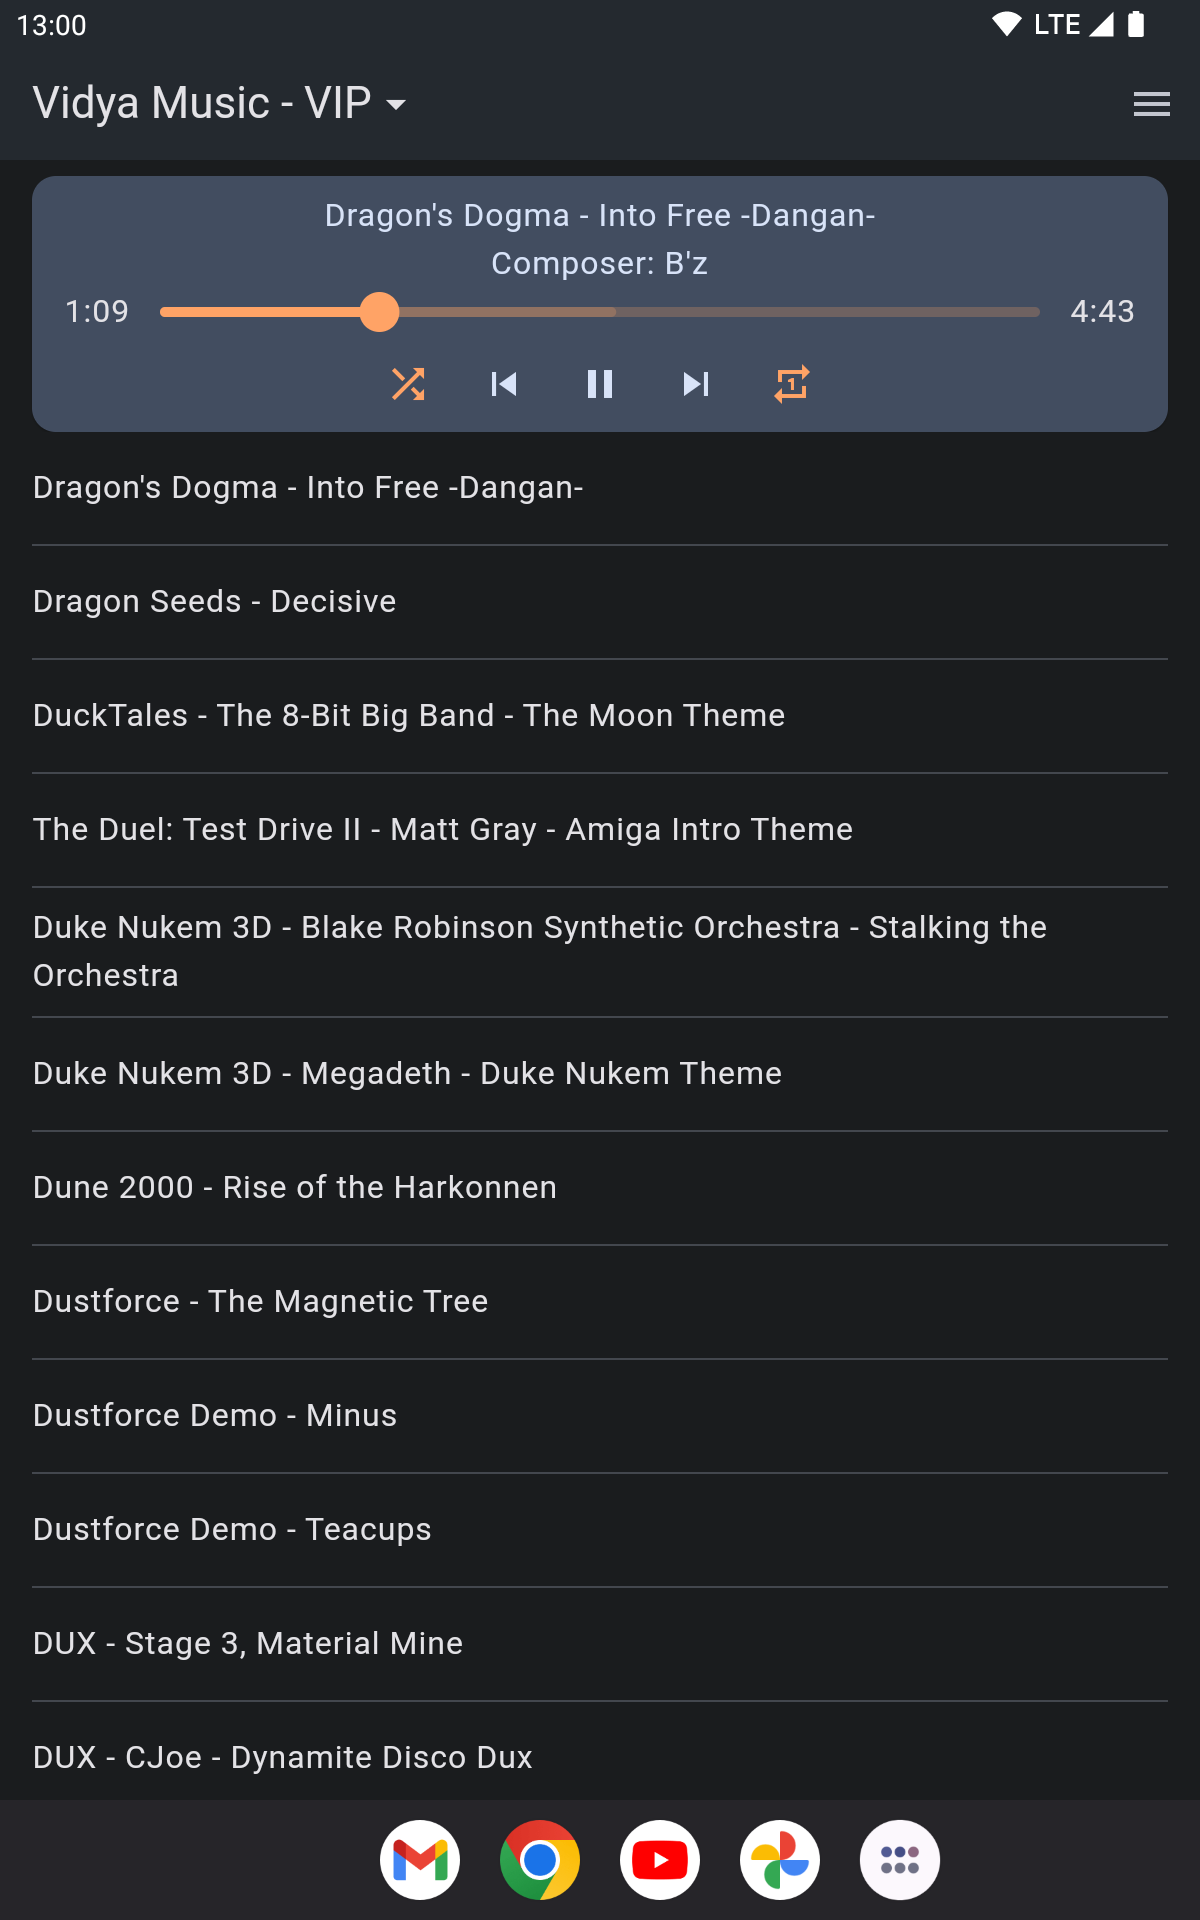 13:00
LTE
Vidya Music - VIP
Dragon's Dogma - Into Free -Dangan-
Composer: B'z
1:09
4:43
1
Dragon's Dogma - Into Free -Dangan-
Dragon Seeds - Decisive
DuckTales - The 8-Bit Big Band - The Moon Theme
The Duel: Test Drive II - Matt Gray - Amiga Intro Theme
Duke Nukem 3D - Blake Robinson Synthetic Orchestra - Stalking the
Orchestra
Duke Nukem 3D - Megadeth - Duke Nukem Theme
Dune 2000 - Rise of the Harkonnen
Dustforce - The Magnetic Tree
Dustforce Demo - Minus
Dustforce Demo - Teacups
DUX - Stage 3, Material Mine
DUX - CJoe - Dynamite Disco Dux